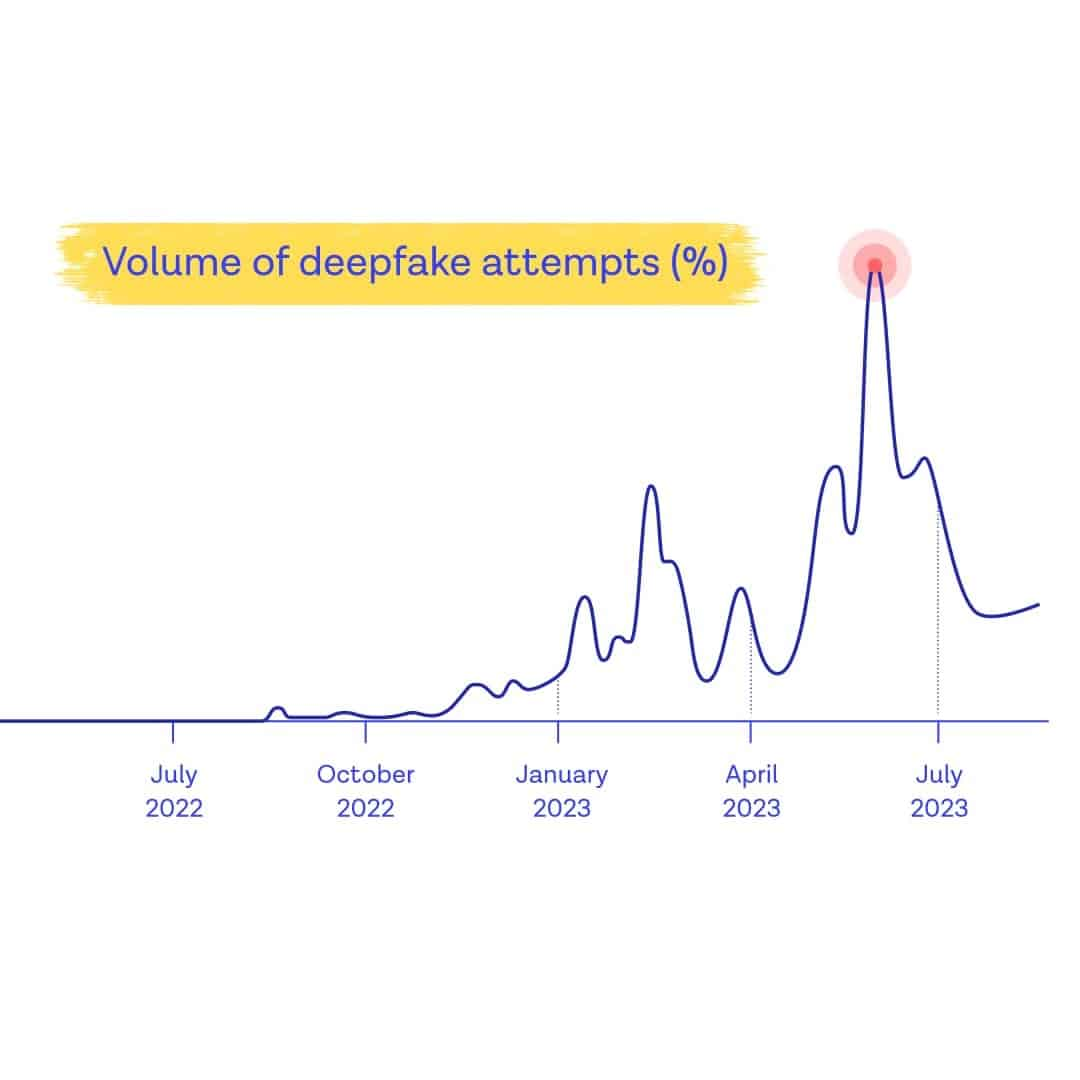 Volume of deepfake attempts (%)
July
2022
October
2022
January
2023
April
2023
July
2023